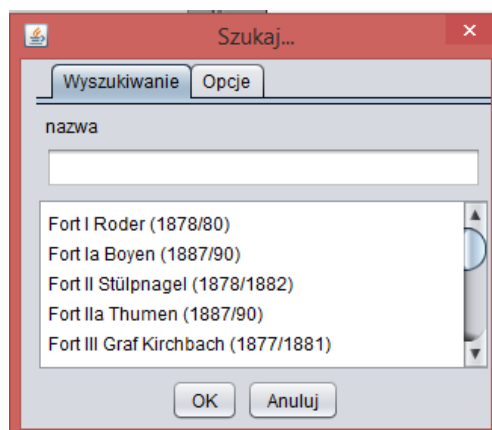 Szukaj...
Wyszukiwanie Opcje
nazwa
Fort I Roder (1878/80)
Fort Ia Boyen (1887/90)
Fort II Stülpnagel (1878/1882)
Fort IIa Thumen (1887/90)
Fort III Graf Kirchbach (1877/1881)
OK Anuluj